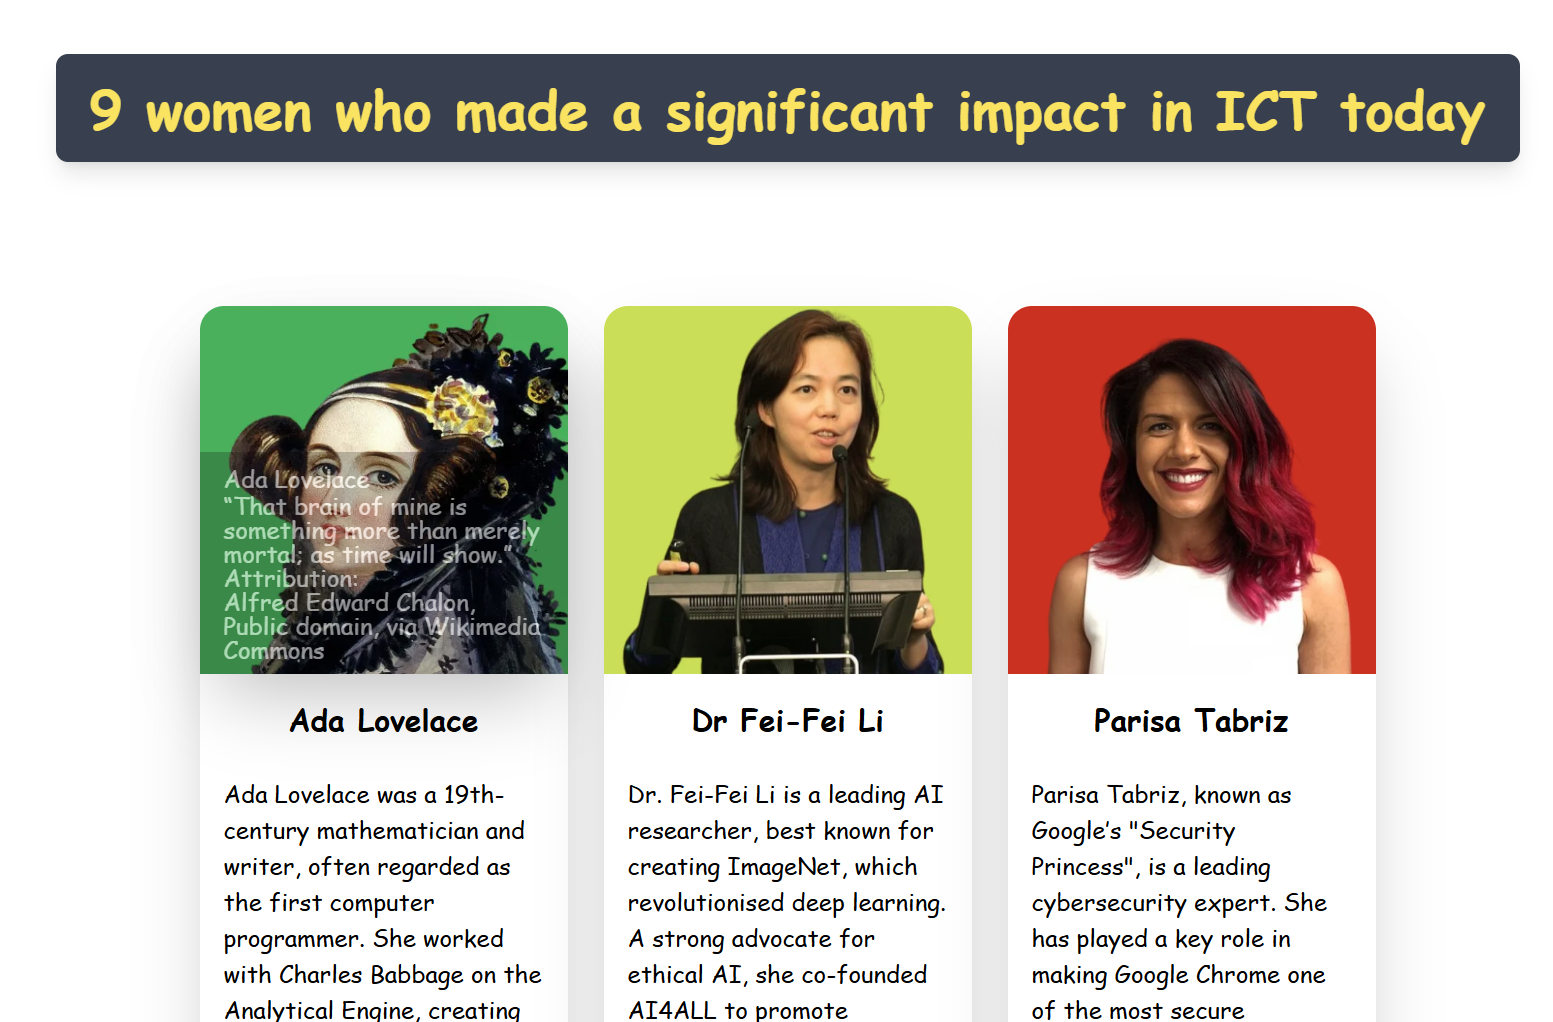 9 women who made a significant impact in ICT today
Ada Lovelace
“That brain of mine is
something more than merely
mortal; as time will show.”
Attribution:
Alfred Edward Chalon,
Public domain, via Wikimedia
Commons
Ada Lovelace
Ada Lovelace was a 19th-
century mathematician and
writer, often regarded as
the first computer
programmer. She worked
with Charles Babbage on the
Analytical Engine, creating
Dr Fei-Fei Li
Dr. Fei-Fei Li is a leading AI
researcher, best known for
creating ImageNet, which
revolutionised deep learning.
A strong advocate for
ethical AI, she co-founded
AI4ALL to promote
Parisa Tabriz
Parisa Tabriz, known as
Google’s "Security
Princess", is a leading
cybersecurity expert. She
has played a key role in
making Google Chrome one
of the most secure